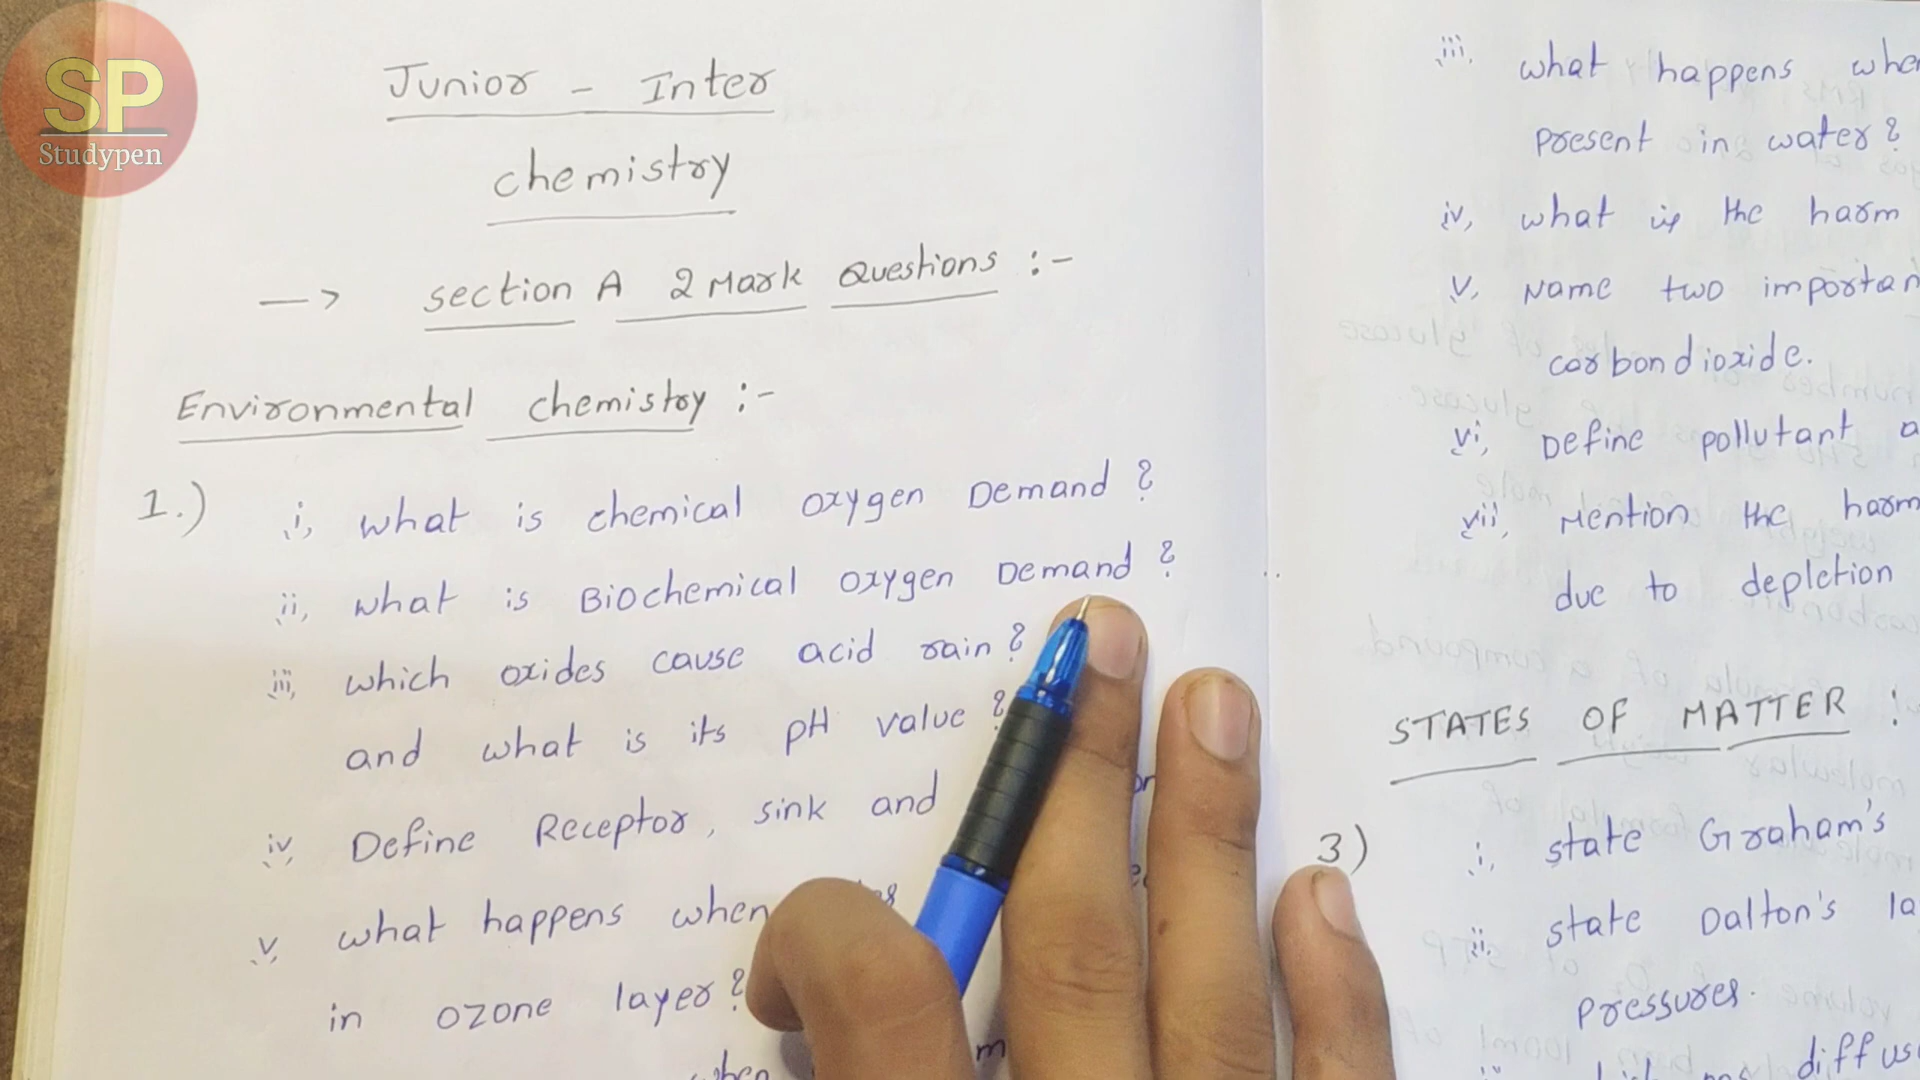 SP
Studypen
Junior - Inter
chemistry
—> section A 2 Mark Questions :-
Environmental chemistry :-
1.) i, what is chemical oxygen Demand?
ii, what is Biochemical oxygen Demand?
iii, which oxides cause acid rain?
and what is its pH value?
iv, Define Receptor, sink and
v, what happens when
in ozone layer?
when
iii. what happens when
present in water?
iv, what is the harm
v, Name two important
carbondioxide.
vi, Define pollutant
vii, Mention the harm
due to depletion
STATES OF MATTER :
3) i, state Graham's
ii, state Dalton's
pressures.